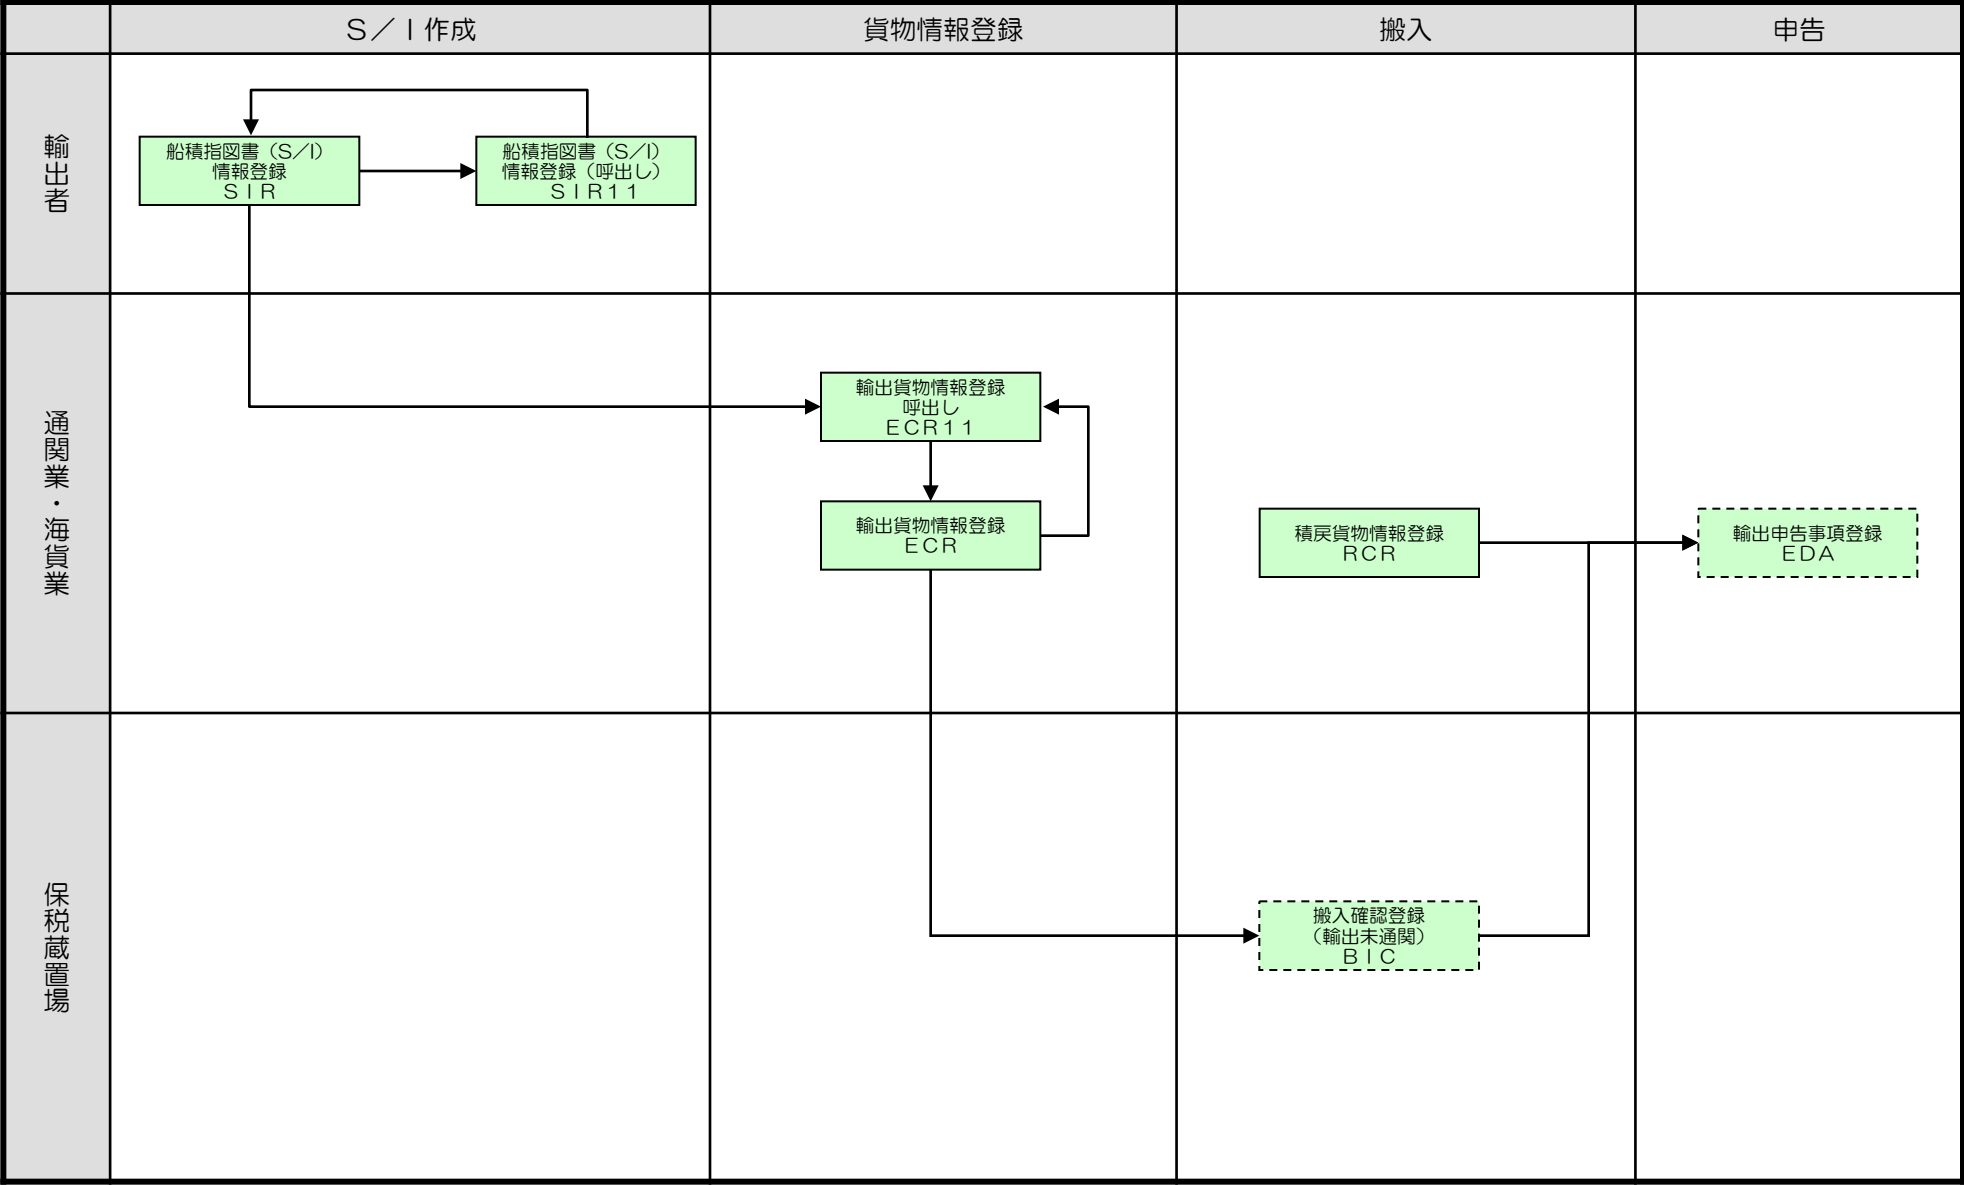 S／I作成
貨物情報登録
搬入
申告
輸出者
船積指図書（S／I）
情報登録
SIR
船積指図書（S／I）
情報登録（呼出し）
SIR11
通関業・海貨業
輸出貨物情報登録
呼出し
ECR11
輸出貨物情報登録
ECR
積戻貨物情報登録
RCR
輸出申告事項登録
EDA
保税蔵置場
搬入確認登録
（輸出未通関）
BIC